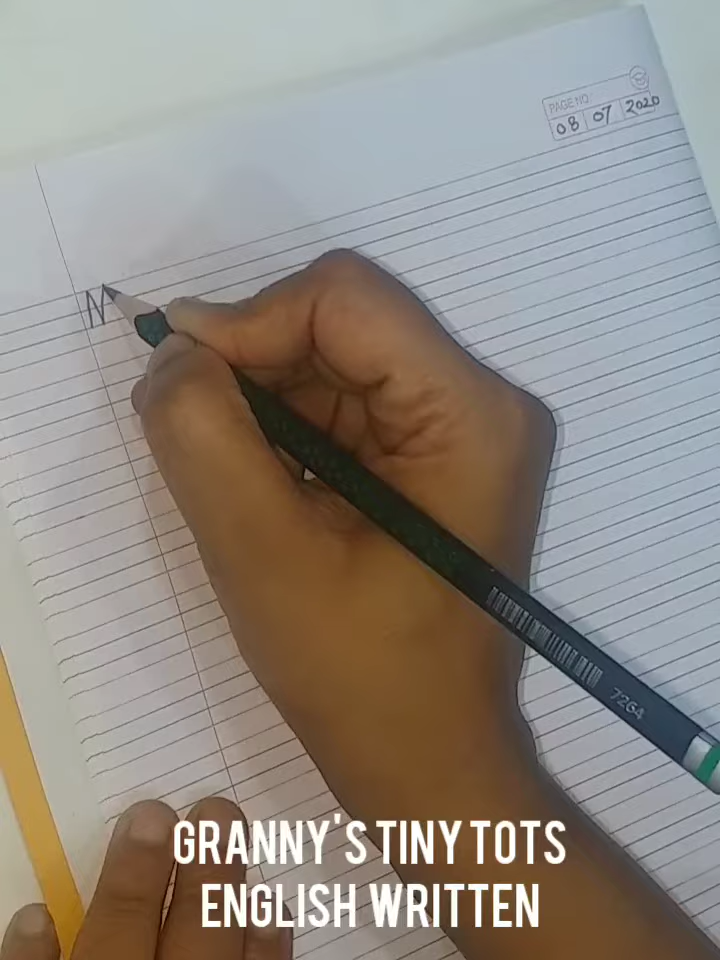 PAGE NO.
08 07 2020
N
7264
GRANNY'S TINY TOTS
ENGLISH WRITTEN